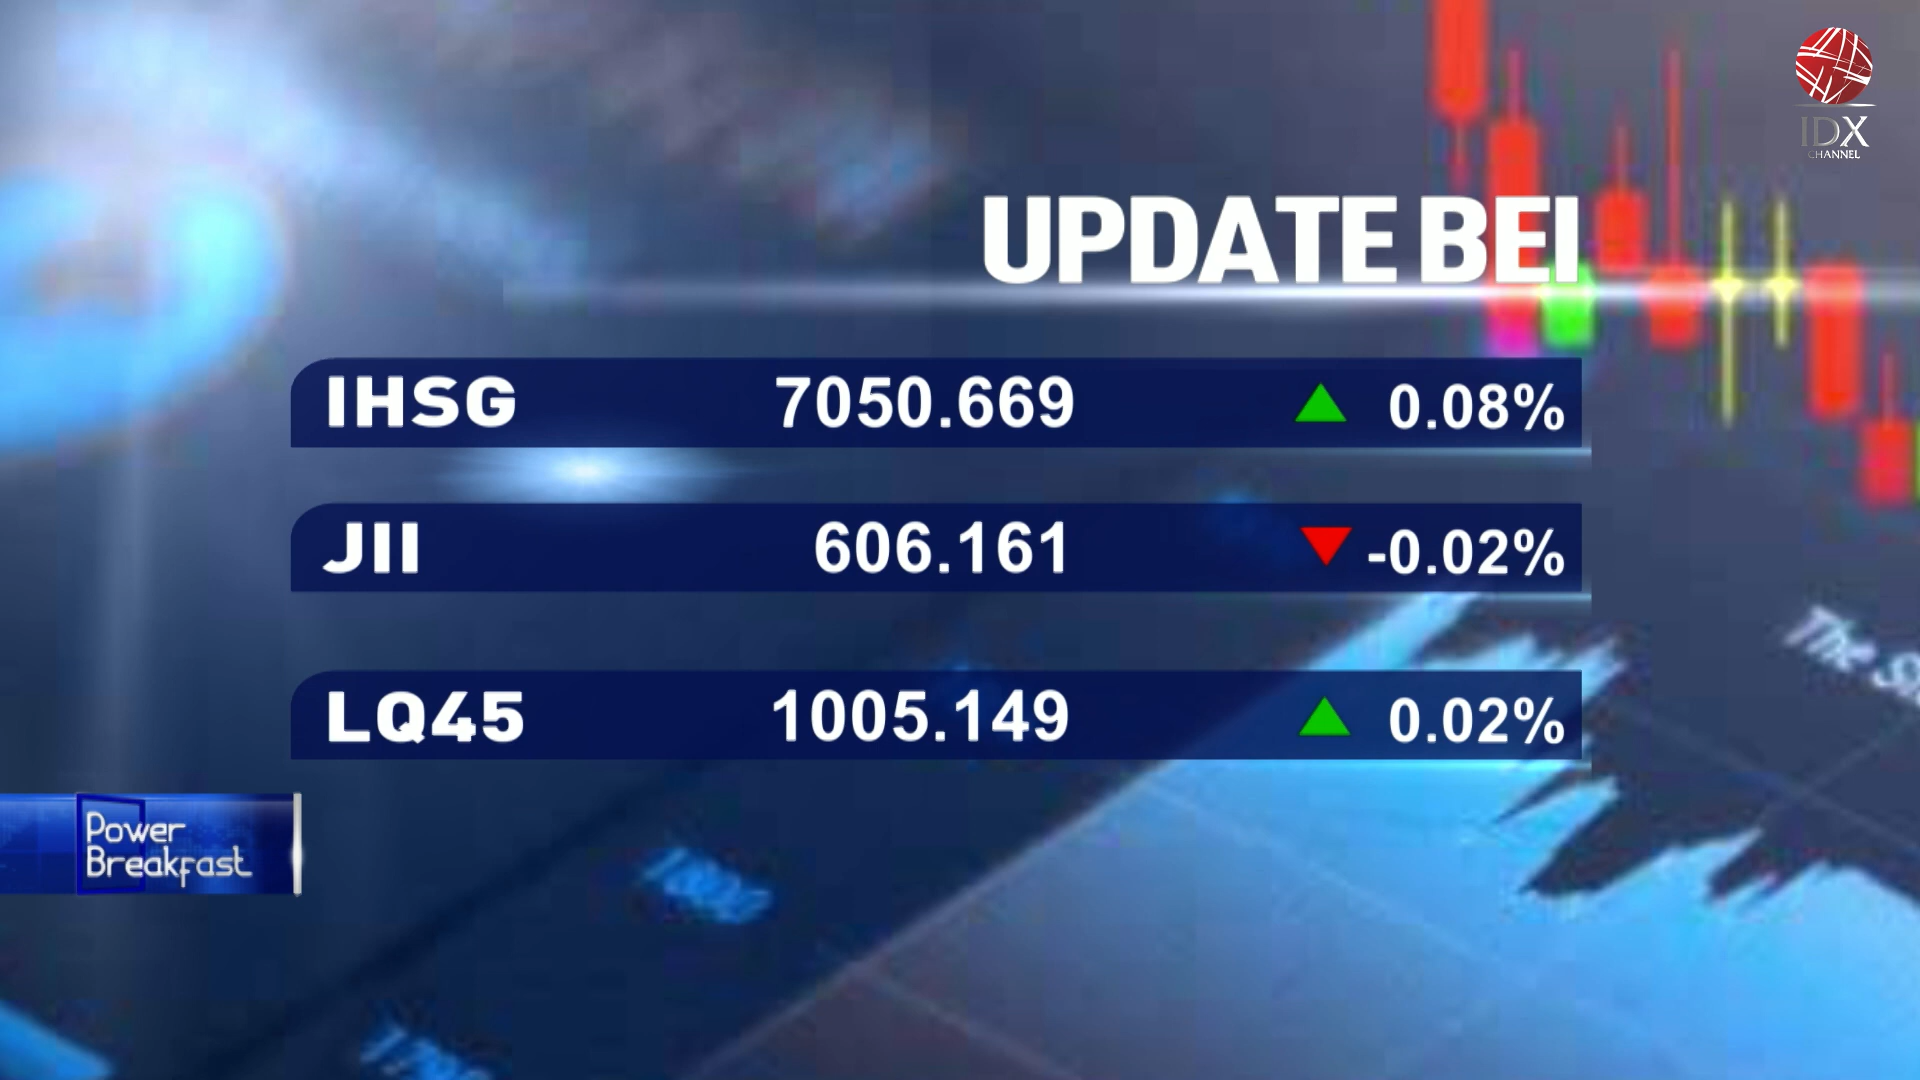 IDX
CHANNEL
UPDATE BEI
IHSG 7050.669 0.08%
JII 606.161 -0.02%
LQ45 1005.149 0.02%
The
Power
Breakfast